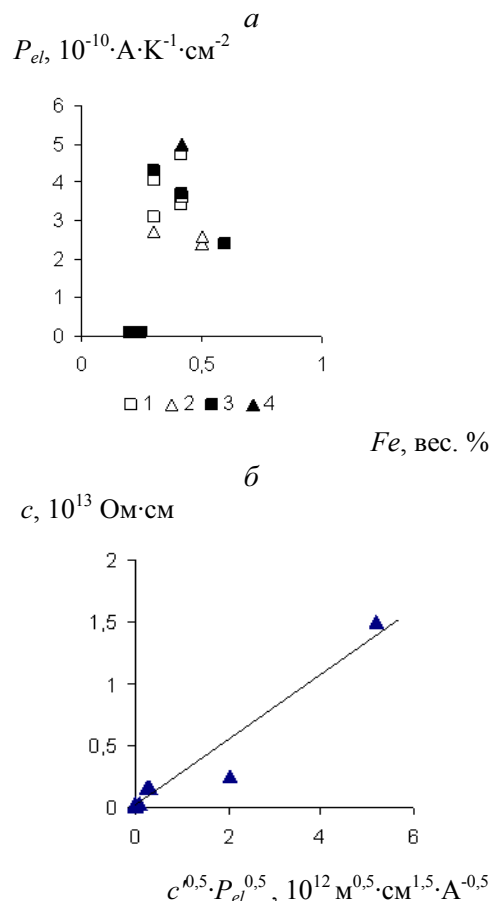 а
P_el, 10^-10·А·К^-1·см^-2
6
5
4
3
2
1
0
0 0,5 1
□ 1 △ 2 ■ 3 ▲ 4
Fe, вес. %
б
c, 10^13 Ом·см
2
1,5
1
0,5
0
0 2 4 6
c'^0,5·P_el^0,5, 10^12 м^0,5·см^1,5·А^-0,5